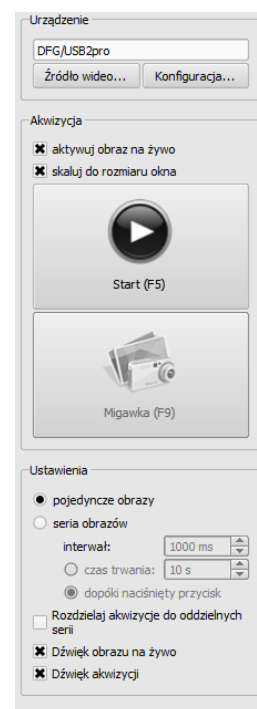 Urządzenie
DFG/USB2pro
Źródło wideo...
Konfiguracja...
Akwizycja
aktywuj obraz na żywo
skaluj do rozmiaru okna
Start (F5)
Migawka (F9)
Ustawienia
pojedyncze obrazy
seria obrazów
interwał: 1000 ms
czas trwania: 10 s
dopóki naciśnięty przycisk
Rozdzielaj akwizycje do oddzielnych
serii
Dźwięk obrazu na żywo
Dźwięk akwizycji